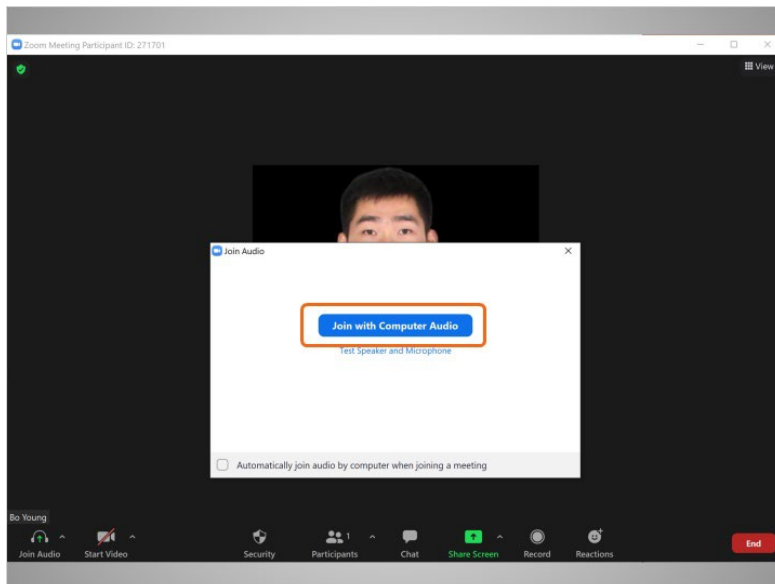 Zoom Meeting Participant ID: 271701
View
Join Audio
Join with Computer Audio
Test Speaker and Microphone
Automatically join audio by computer when joining a meeting
Bo Young
1
Join Audio Start Video Security Participants Chat Share Screen Record Reactions End